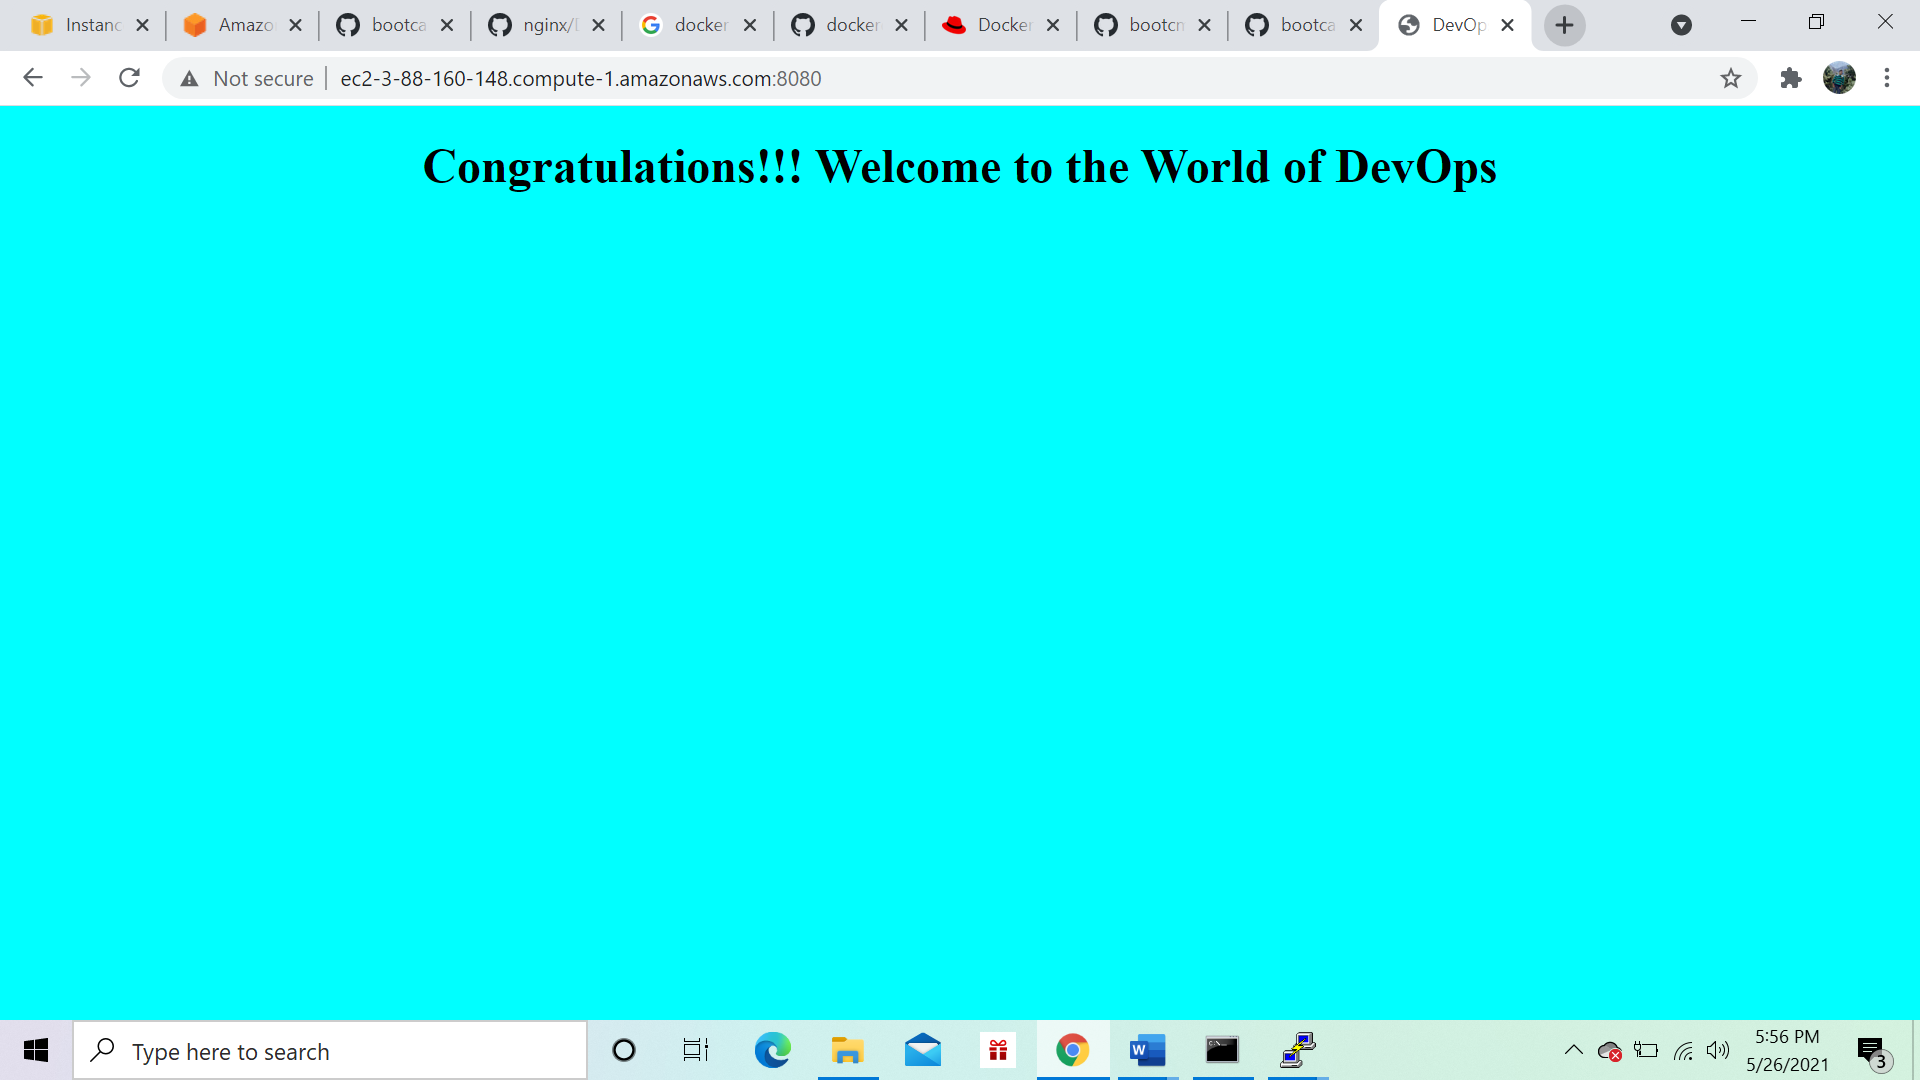 Instanc
Amazo
bootca
nginx/
docker
docker
Docker
bootcm
bootca
DevOp
Not secure
ec2-3-88-160-148.compute-1.amazonaws.com:8080
Congratulations!!! Welcome to the World of DevOps
Type here to search
W
C:\.
5:56 PM
5/26/2021
3